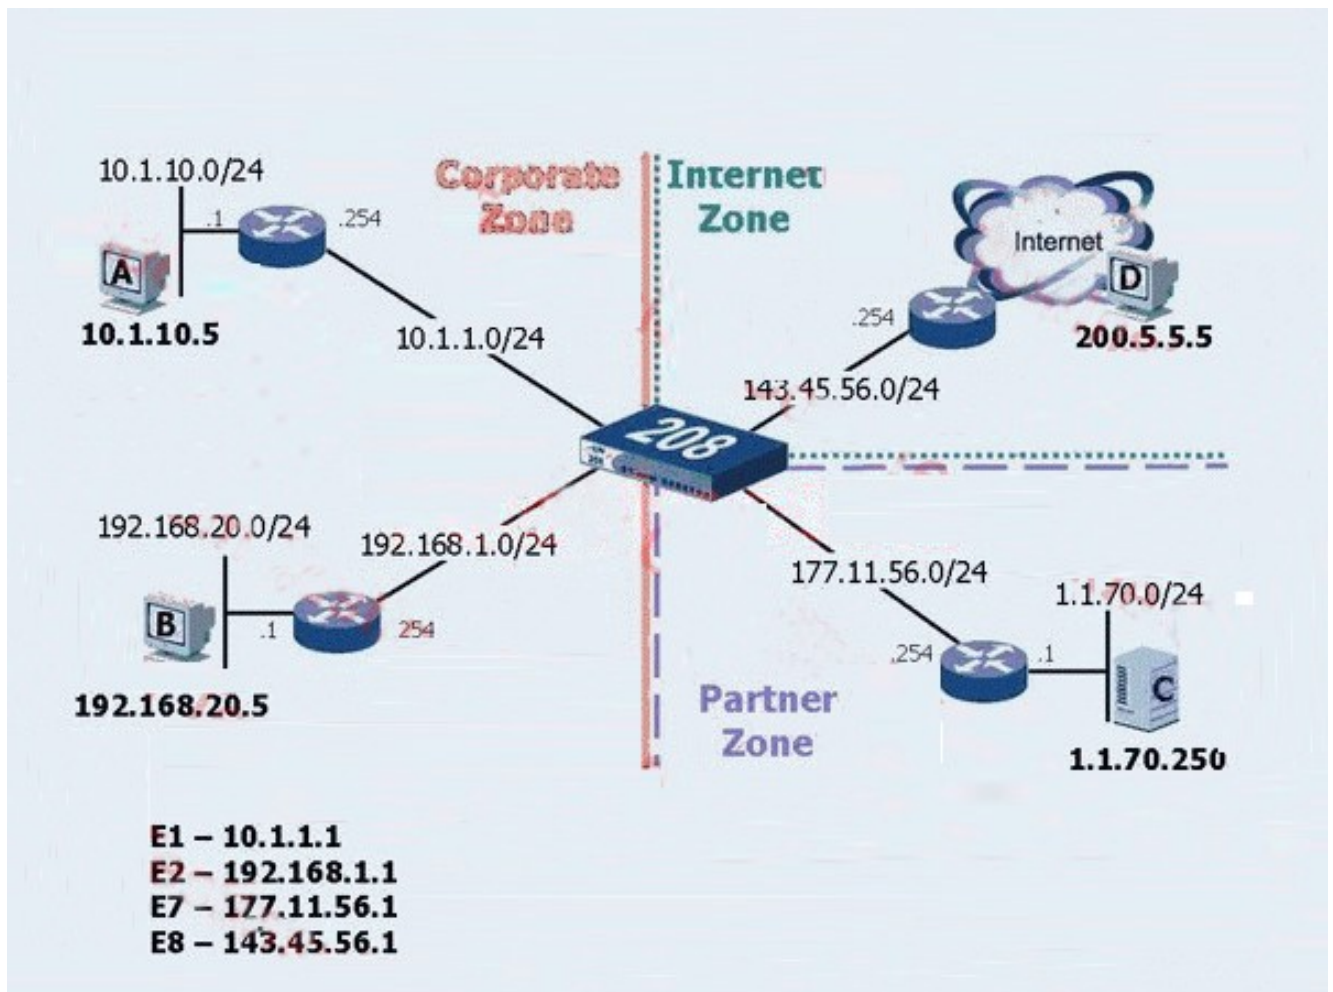 10.1.10.0/24
.1
.254
A
10.1.10.5
Corporate
Zone
Internet
Zone
Internet
D
.254
200.5.5.5
10.1.1.0/24
143.45.56.0/24
208
192.168.20.0/24
192.168.1.0/24
B
.1
254
192.168.20.5
177.11.56.0/24
1.1.70.0/24
.254
.1
C
Partner
Zone
1.1.70.250
E1 – 10.1.1.1
E2 – 192.168.1.1
E7 – 177.11.56.1
E8 – 143.45.56.1